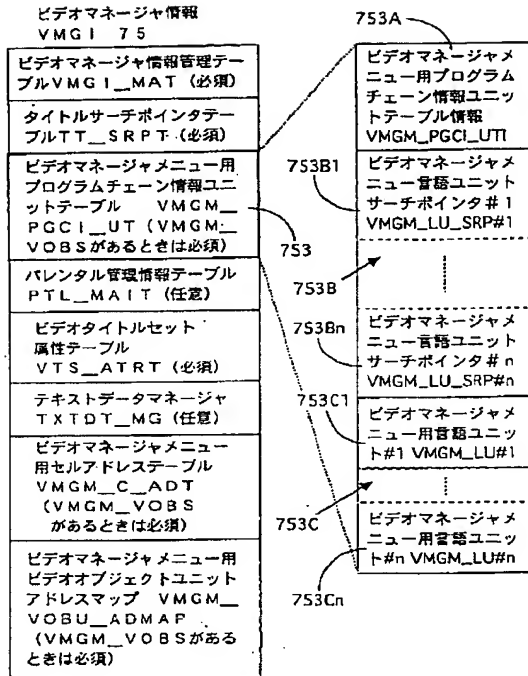 ビデオマネージャ情報
VMGI 75
ビデオマネージャ情報管理テー
ブルVMGI_MAT (必須)
タイトルサーチポインタテー
ブルTT_SRPT (必須)
ビデオマネージャメニュー用
プログラムチェーン情報ユニ
ットテーブル VMGM_
PGCI_UT (VMGM_
VOBSがあるときは必須)
パレンタル管理情報テーブル
PTL_MAIT (任意)
ビデオタイトルセット
属性テーブル
VTS_ATRT (必須)
テキストデータマネージャ
TXTDT_MG (任意)
ビデオマネージャメニュー
用セルアドレステーブル
VMGM_C_ADT
(VMGM_VOBS
があるときは必須)
ビデオマネージャメニュー用
ビデオオブジェクトユニット
アドレスマップ VMGM_
VOBU_ADMAP
(VMGM_VOBSがある
ときは必須)
753
753A
ビデオマネージャメ
ニュー用プログラム
チェーン情報ユニッ
トテーブル情報
VMGM_PGCI_UTI
753B1
ビデオマネージャメ
ニュー言語ユニット
サーチポインタ#1
VMGM_LU_SRP#1
753B
753Bn
ビデオマネージャメ
ニュー言語ユニット
サーチポインタ#n
VMGM_LU_SRP#n
753C1
ビデオマネージャメ
ニュー用言語ユニッ
ト#1 VMGM_LU#1
753C
ビデオマネージャメ
ニュー用言語ユニッ
ト#n VMGM_LU#n
753Cn